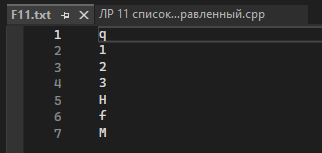 F11.txt ЛР 11 список...равленный.cpp
1 q
2 1
3 2
4 3
5 H
6 f
7 M